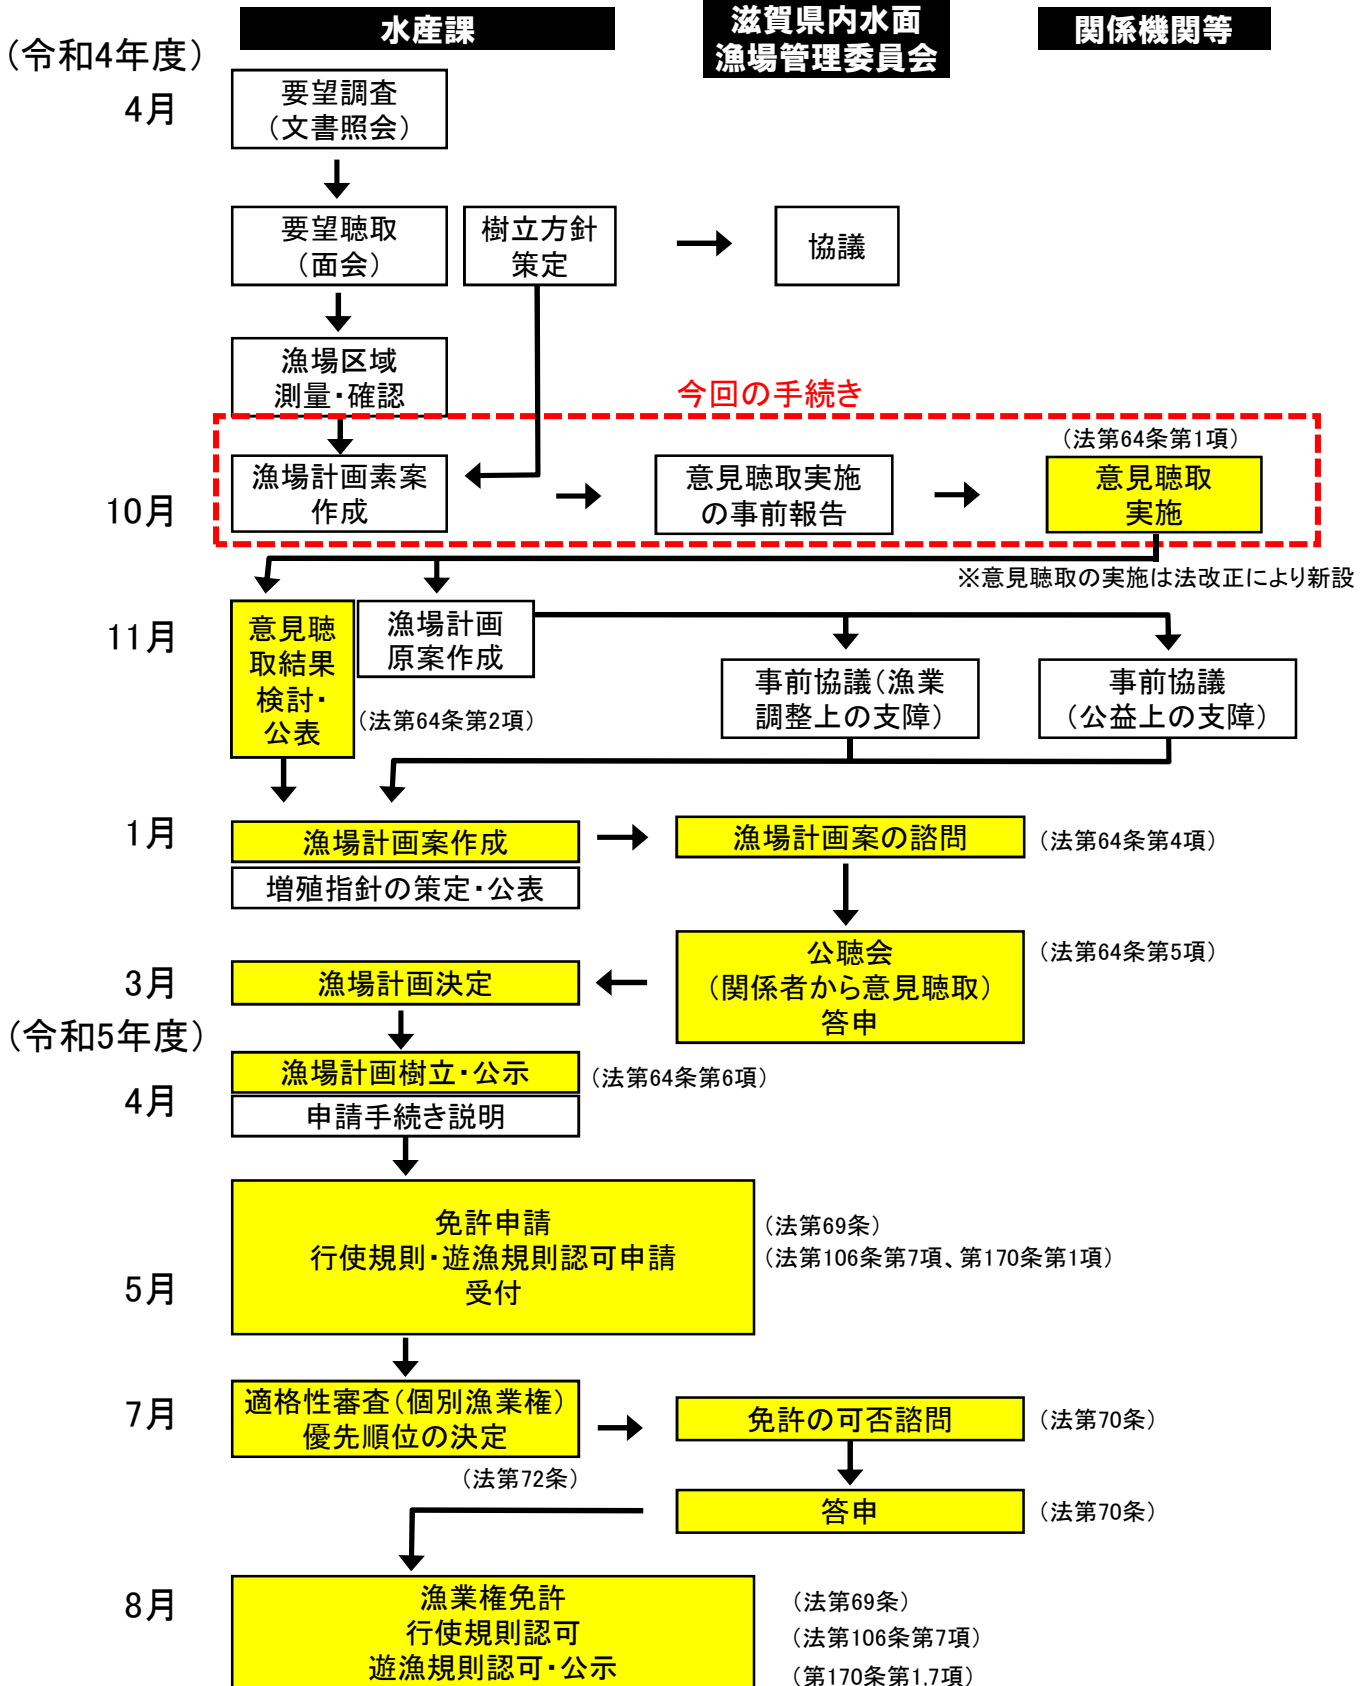 水産課
滋賀県内水面
漁場管理委員会
関係機関等
（令和4年度）
4月
要望調査
（文書照会）
要望聴取
（面会）
樹立方針
策定
協議
漁場区域
測量・確認
今回の手続き
（法第64条第1項）
10月
漁場計画素案
作成
意見聴取実施
の事前報告
意見聴取
実施
※意見聴取の実施は法改正により新設
11月
意見聴
取結果
検討・
公表
漁場計画
原案作成
（法第64条第2項）
事前協議（漁業
調整上の支障）
事前協議
（公益上の支障）
1月
漁場計画案作成
増殖指針の策定・公表
漁場計画案の諮問
（法第64条第4項）
公聴会
（関係者から意見聴取）
答申
（法第64条第5項）
3月
漁場計画決定
（令和5年度）
4月
漁場計画樹立・公示
（法第64条第6項）
申請手続き説明
5月
免許申請
行使規則・遊漁規則認可申請
受付
（法第69条）
（法第106条第7項、第170条第1項）
7月
適格性審査（個別漁業権）
優先順位の決定
（法第72条）
免許の可否諮問
（法第70条）
答申
（法第70条）
8月
漁業権免許
行使規則認可
遊漁規則認可・公示
（法第69条）
（法第106条第7項）
（第170条第1,7項）